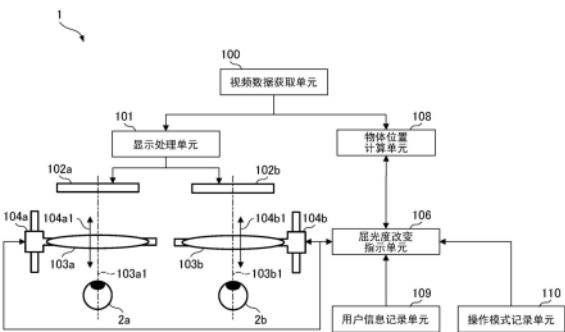 1
100
视频数据获取单元
101
显示处理单元
108
物体位置
计算单元
102a
102b
104a
104a1
104b1
104b
106
屈光度改变
指示单元
103a
103a1
103b
103b1
2a
2b
109
用户信息记录单元
110
操作模式记录单元